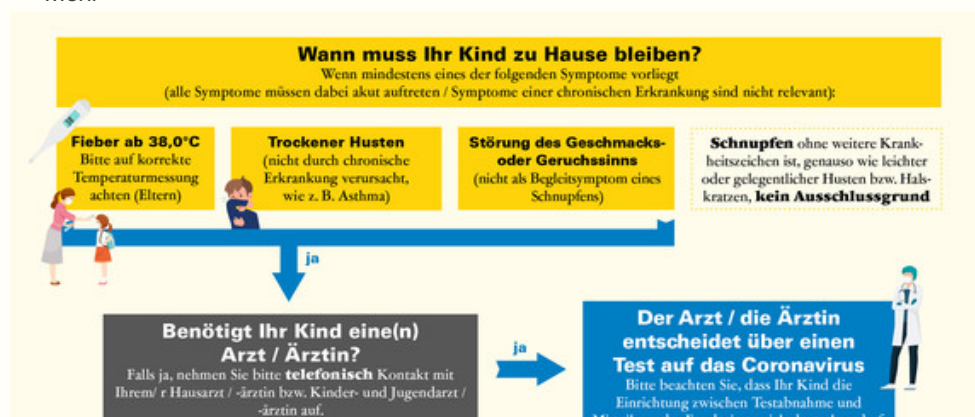 Wann muss Ihr Kind zu Hause bleiben?
Wenn mindestens eines der folgenden Symptome vorliegt
(alle Symptome müssen dabei akut auftreten / Symptome einer chronischen Erkrankung sind nicht relevant):
Fieber ab 38,0°C
Bitte auf korrekte
Temperaturmessung
achten (Eltern)
Trockener Husten
(nicht durch chronische
Erkrankung verursacht,
wie z. B. Asthma)
Störung des Geschmacks-
oder Geruchssinns
(nicht als Begleitsymptom eines
Schnupfens)
Schnupfen ohne weitere Krank-
heitszeichen ist, genauso wie leichter
oder gelegentlicher Husten bzw. Hals-
kratzen, kein Ausschlussgrund
ja
Benötigt Ihr Kind eine(n)
Arzt / Ärztin?
Falls ja, nehmen Sie bitte telefonisch Kontakt mit
Ihrem/ r Hausarzt / -ärztin bzw. Kinder- und Jugendarzt /
-ärztin auf.
ja
Der Arzt / die Ärztin
entscheidet über einen
Test auf das Coronavirus
Bitte beachten Sie, dass Ihr Kind die
Einrichtung zwischen Testabnahme und